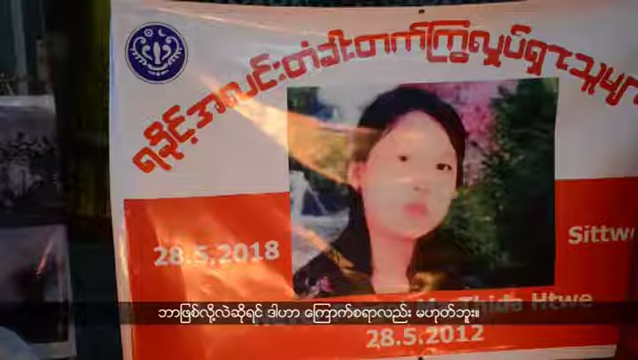 ရခိုင့်အလင်းတံခါးတက်ကြွလှုပ်ရှားသူများ
28.5.2018
Sittw
Ma Thida Htwe
ဘာဖြစ်လို့လဲဆိုရင် ဒါဟာ ကြောက်စရာလည်း မဟုတ်ဘူး။
28.5.2012